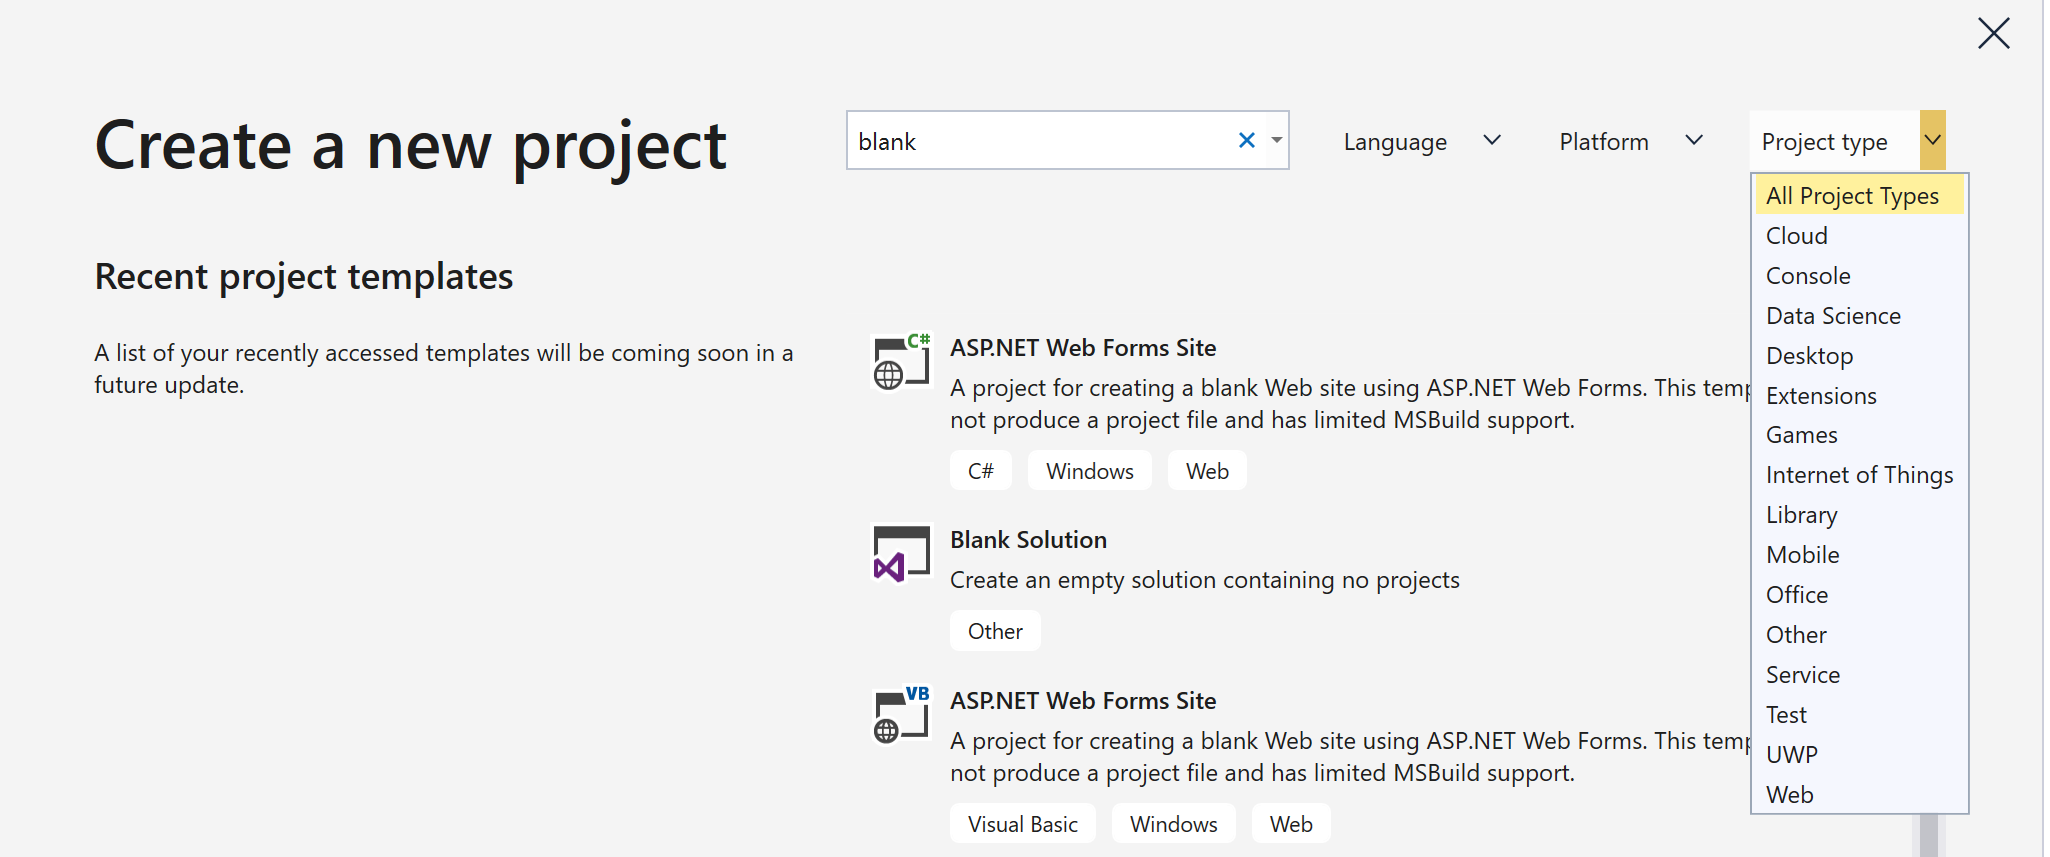 Create a new project
blank
Language
Platform
Project type
All Project Types
Cloud
Console
Data Science
Desktop
Extensions
Games
Internet of Things
Library
Mobile
Office
Other
Service
Test
UWP
Web
Recent project templates
A list of your recently accessed templates will be coming soon in a
future update.
C#
ASP.NET Web Forms Site
A project for creating a blank Web site using ASP.NET Web Forms. This
not produce a project file and has limited MSBuild support.
C# Windows Web
Blank Solution
Create an empty solution containing no projects
Other
VB
ASP.NET Web Forms Site
A project for creating a blank Web site using ASP.NET Web Forms. This
not produce a project file and has limited MSBuild support.
Visual Basic Windows Web